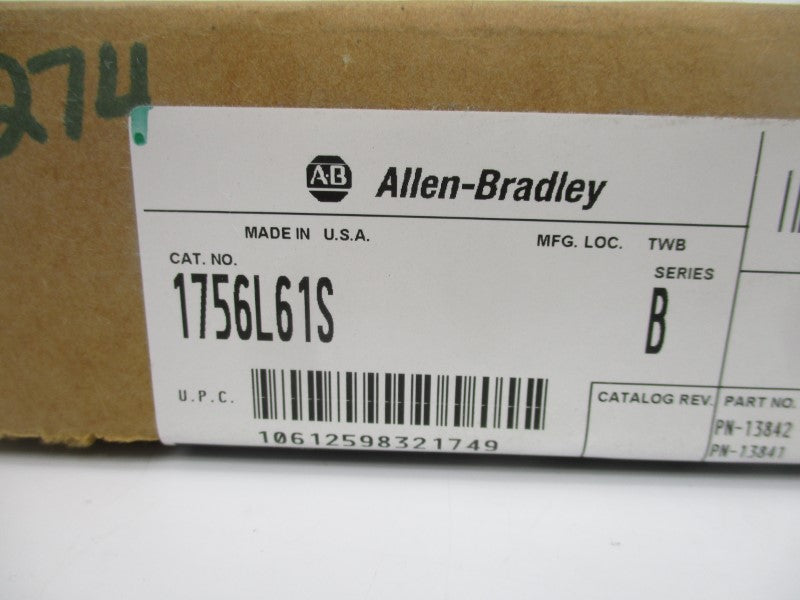 274
A·B Allen-Bradley
MADE IN U.S.A. MFG. LOC. TWB
CAT. NO. SERIES
1756L61S B
U.P.C.
10612598321749
CATALOG REV. PART NO.
PN-13842
PN-13841